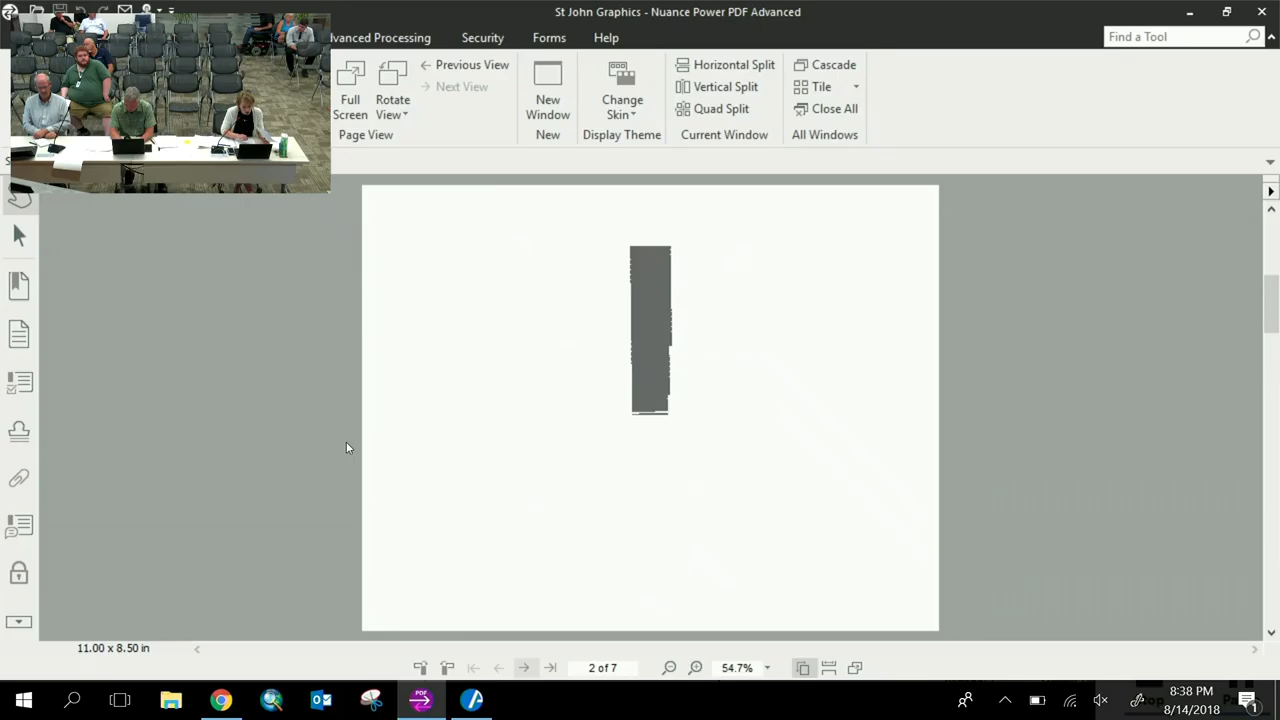 St John Graphics - Nuance Power PDF Advanced
dvanced Processing
Security
Forms
Help
Find a Tool
Full Screen
Rotate View
Previous View
Next View
Page View
New Window
New
Change Skin
Display Theme
Horizontal Split
Vertical Split
Quad Split
Current Window
Cascade
Tile
Close All
All Windows
11.00 x 8.50 in
2 of 7
54.7%
PDF
8:38 PM
8/14/2018
1